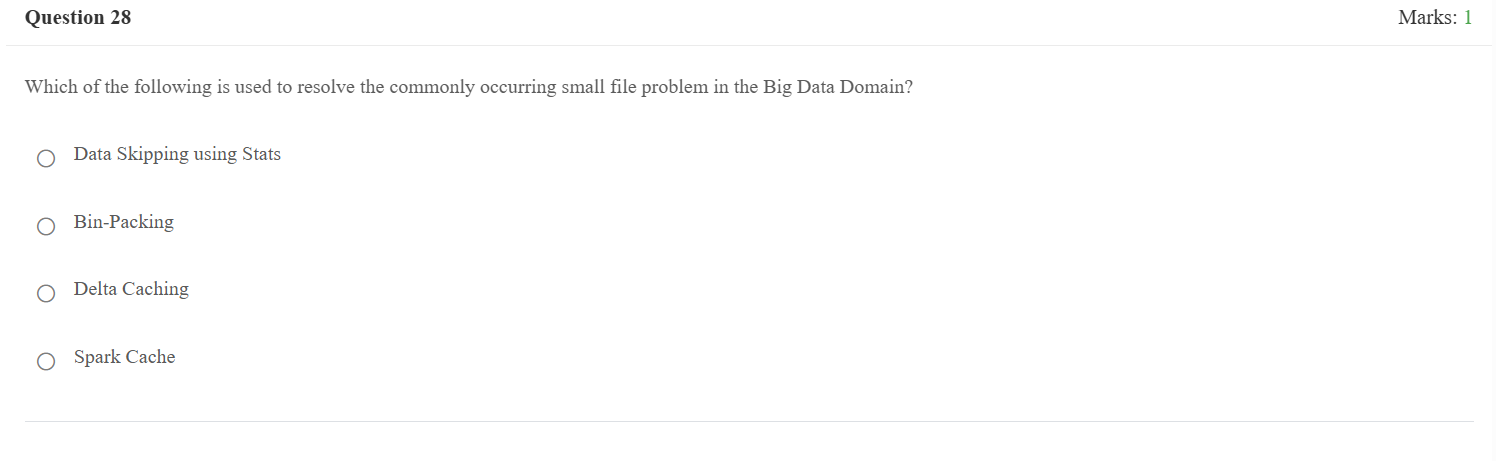 Question 28
Marks: 1
Which of the following is used to resolve the commonly occurring small file problem in the Big Data Domain?
Data Skipping using Stats
Bin-Packing
Delta Caching
Spark Cache